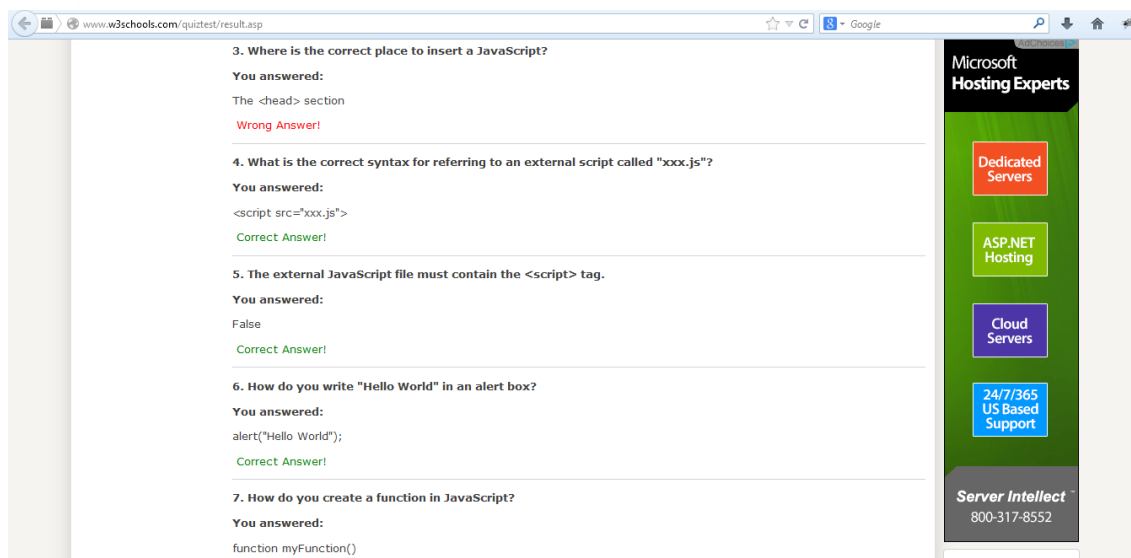 www.w3schools.com/quiztest/result.asp
Google
3. Where is the correct place to insert a JavaScript?
You answered:
The <head> section
Wrong Answer!
4. What is the correct syntax for referring to an external script called "xxx.js"?
You answered:
<script src="xxx.js">
Correct Answer!
5. The external JavaScript file must contain the <script> tag.
You answered:
False
Correct Answer!
6. How do you write "Hello World" in an alert box?
You answered:
alert("Hello World");
Correct Answer!
7. How do you create a function in JavaScript?
You answered:
function myFunction()
AdChoices
Microsoft
Hosting Experts
Dedicated
Servers
ASP.NET
Hosting
Cloud
Servers
24/7/365
US Based
Support
Server Intellect
800-317-8552